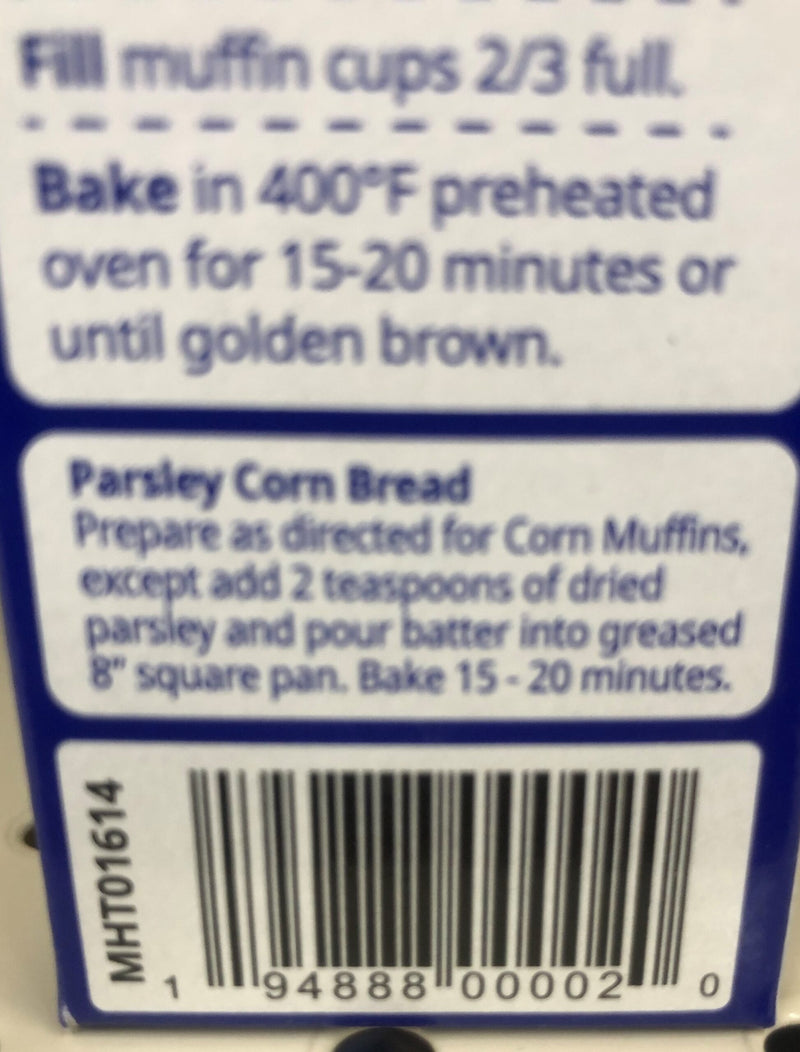 Fill muffin cups 2/3 full.
Bake in 400°F preheated
oven for 15-20 minutes or
until golden brown.
Parsley Corn Bread
Prepare as directed for Corn Muffins,
except add 2 teaspoons of dried
parsley and pour batter into greased
8" square pan. Bake 15 - 20 minutes.
MHT01614
1 94888 00002 0